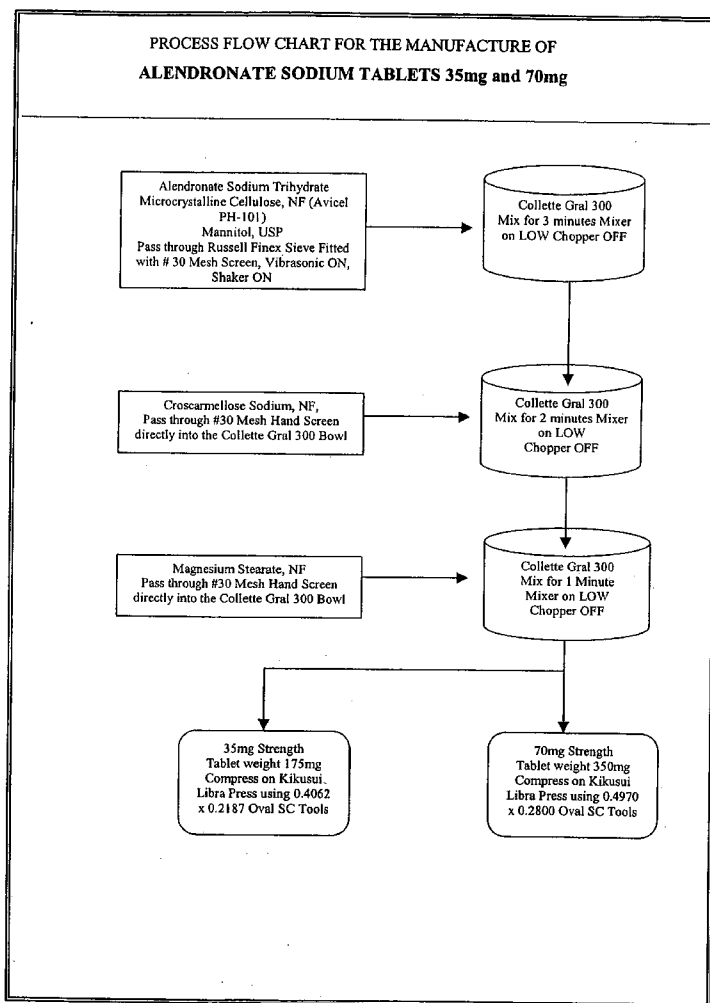 PROCESS FLOW CHART FOR THE MANUFACTURE OF
ALENDRONATE SODIUM TABLETS 35mg and 70mg
Alendronate Sodium Trihydrate
Microcrystalline Cellulose, NF (Avicel
PH-101)
Mannitol, USP
Pass through Russell Finex Sieve Fitted
with # 30 Mesh Screen, Vibrasonic ON,
Shaker ON
Collette Gral 300
Mix for 3 minutes Mixer
on LOW Chopper OFF
Croscarmellose Sodium, NF,
Pass through #30 Mesh Hand Screen
directly into the Collette Gral 300 Bowl
Collette Gral 300
Mix for 2 minutes Mixer
on LOW
Chopper OFF
Magnesium Stearate, NF
Pass through #30 Mesh Hand Screen
directly into the Collette Gral 300 Bowl
Collette Gral 300
Mix for 1 Minute
Mixer on LOW
Chopper OFF
35mg Strength
Tablet weight 175mg
Compress on Kikusui
Libra Press using 0.4062
x 0.2187 Oval SC Tools
70mg Strength
Tablet weight 350mg
Compress on Kikusui
Libra Press using 0.4970
x 0.2800 Oval SC Tools